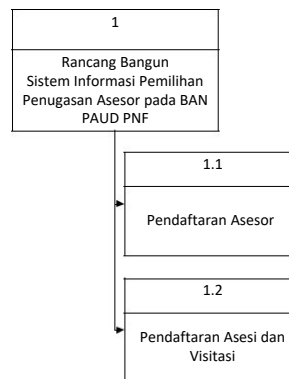 1
Rancang Bangun
Sistem Informasi Pemilihan
Penugasan Asesor pada BAN
PAUD PNF
1.1
Pendaftaran Asesor
1.2
Pendaftaran Asesi dan
Visitasi